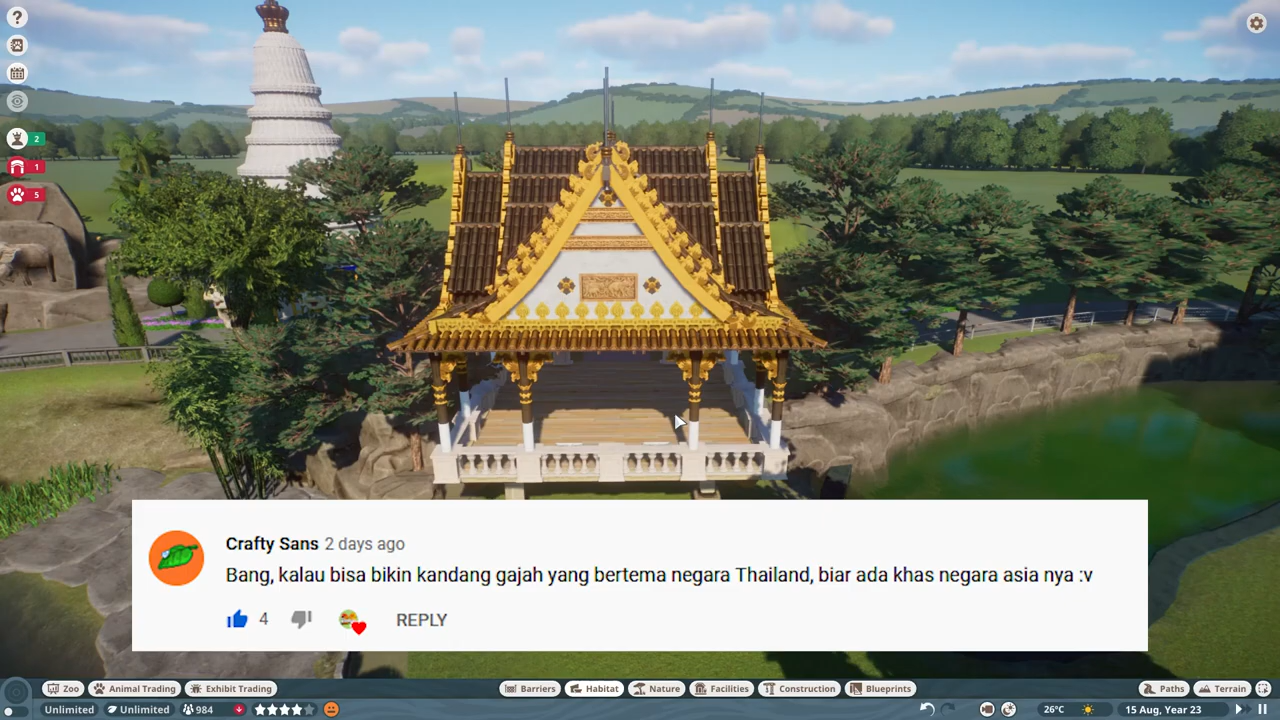 ?
2
1
5
Crafty Sans 2 days ago
Bang, kalau bisa bikin kandang gajah yang bertema negara Thailand, biar ada khas negara asia nya :v
4 REPLY
Zoo Animal Trading Exhibit Trading Barriers Habitat Nature Facilities Construction Blueprints Paths Terrain
Unlimited Unlimited 984 26°C 15 Aug, Year 23